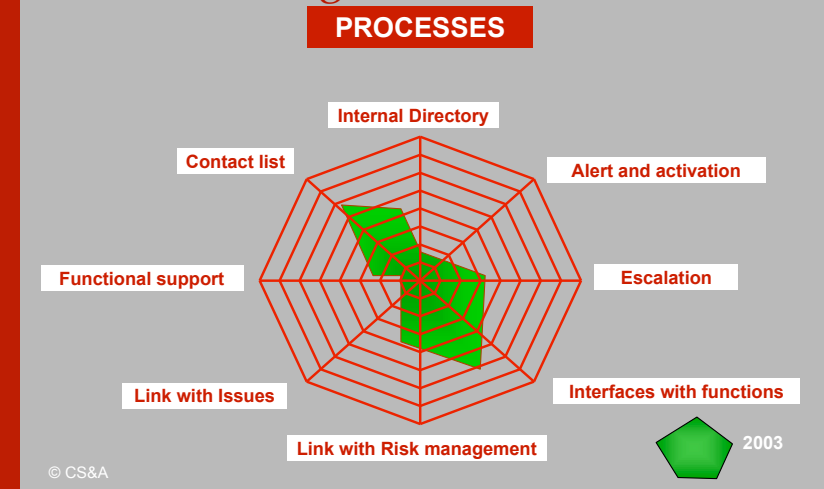 PROCESSES
Internal Directory
Contact list
Alert and activation
Functional support
Escalation
Link with Issues
Interfaces with functions
Link with Risk management
2003
© CS&A